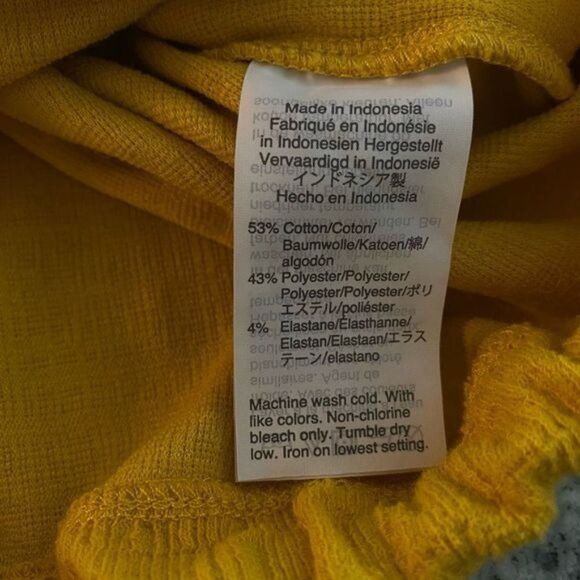 Made in Indonesia
Fabriqué en Indonésie
in Indonesien Hergestellt
Vervaardigd in Indonesië
インドネシア製
Hecho en Indonesia
53% Cotton/Coton/
Baumwolle/Katoen/綿/
algodón
43% Polyester/Polyester/
Polyester/Polyester/ポリ
エステル/poliéster
4% Elastane/Élasthanne/
Elastan/Elastaan/エラス
テーン/elastano
Machine wash cold. With
like colors. Non-chlorine
bleach only. Tumble dry
low. Iron on lowest setting.